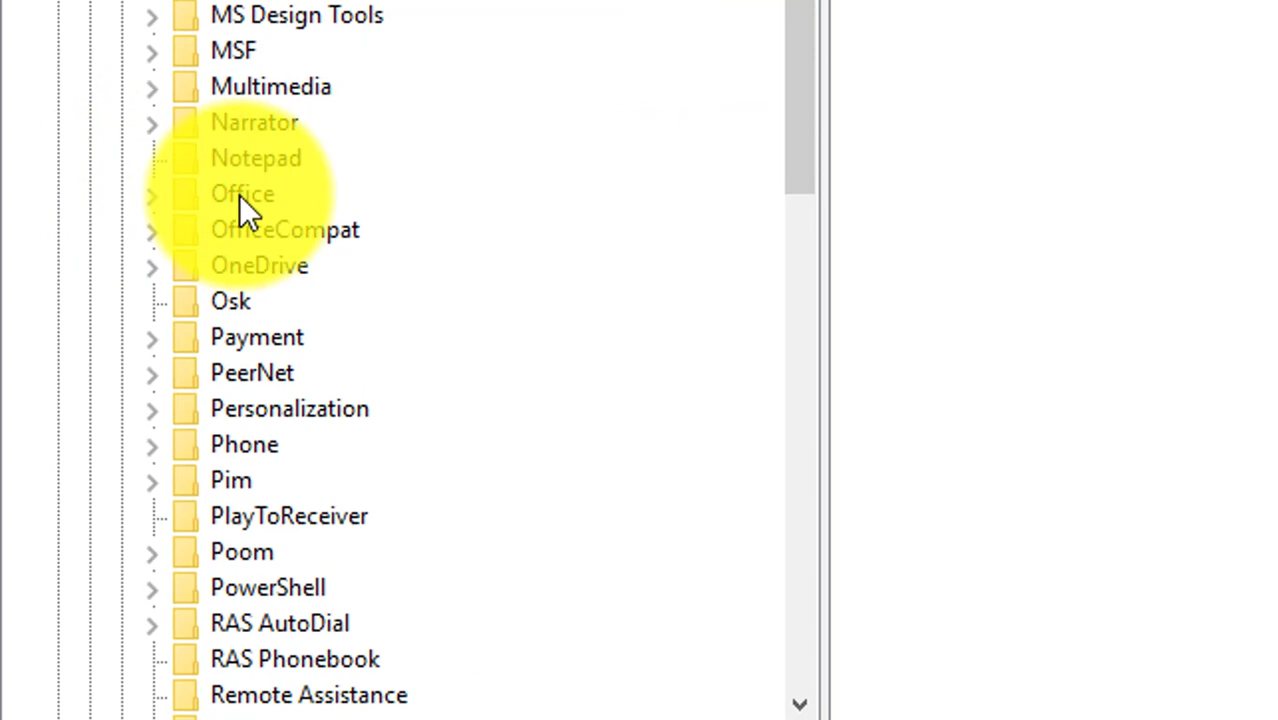 MS Design Tools
MSF
Multimedia
Narrator
Notepad
Office
OfficeCompat
OneDrive
Osk
Payment
PeerNet
Personalization
Phone
Pim
PlayToReceiver
Poom
PowerShell
RAS AutoDial
RAS Phonebook
Remote Assistance